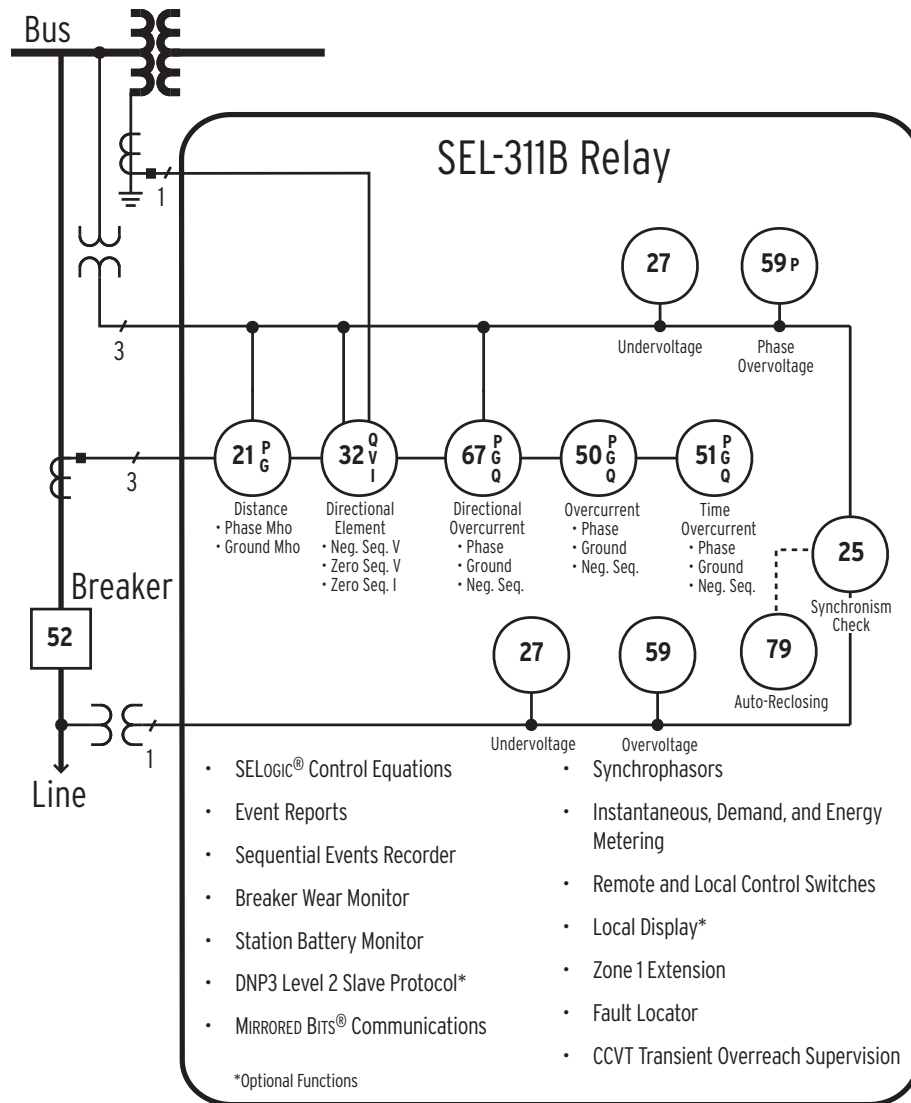 Bus
SEL-311B Relay
1
27
59 P
3
Undervoltage
Phase
Overvoltage
21 P G
32 Q V I
67 P G Q
50 P G Q
51 P G Q
3
Distance
• Phase Mho
• Ground Mho
Directional
Element
• Neg. Seq. V
• Zero Seq. V
• Zero Seq. I
Directional
Overcurrent
• Phase
Ground
• Neg. Seq.
Overcurrent
• Phase
Ground
• Neg. Seq.
Time
Overcurrent
• Phase
• Ground
• Neg. Seq.
25
Synchronism
Check
Breaker
52
27
59
79
Auto-Reclosing
1
Undervoltage
Overvoltage
Line
• SELOGIC® Control Equations
• Event Reports
• Sequential Events Recorder
• Breaker Wear Monitor
• Station Battery Monitor
• DNP3 Level 2 Slave Protocol*
• MIRRORED BITS® Communications
*Optional Functions
• Synchrophasors
• Instantaneous, Demand, and Energy
Metering
• Remote and Local Control Switches
• Local Display*
• Zone 1 Extension
• Fault Locator
• CCVT Transient Overreach Supervision